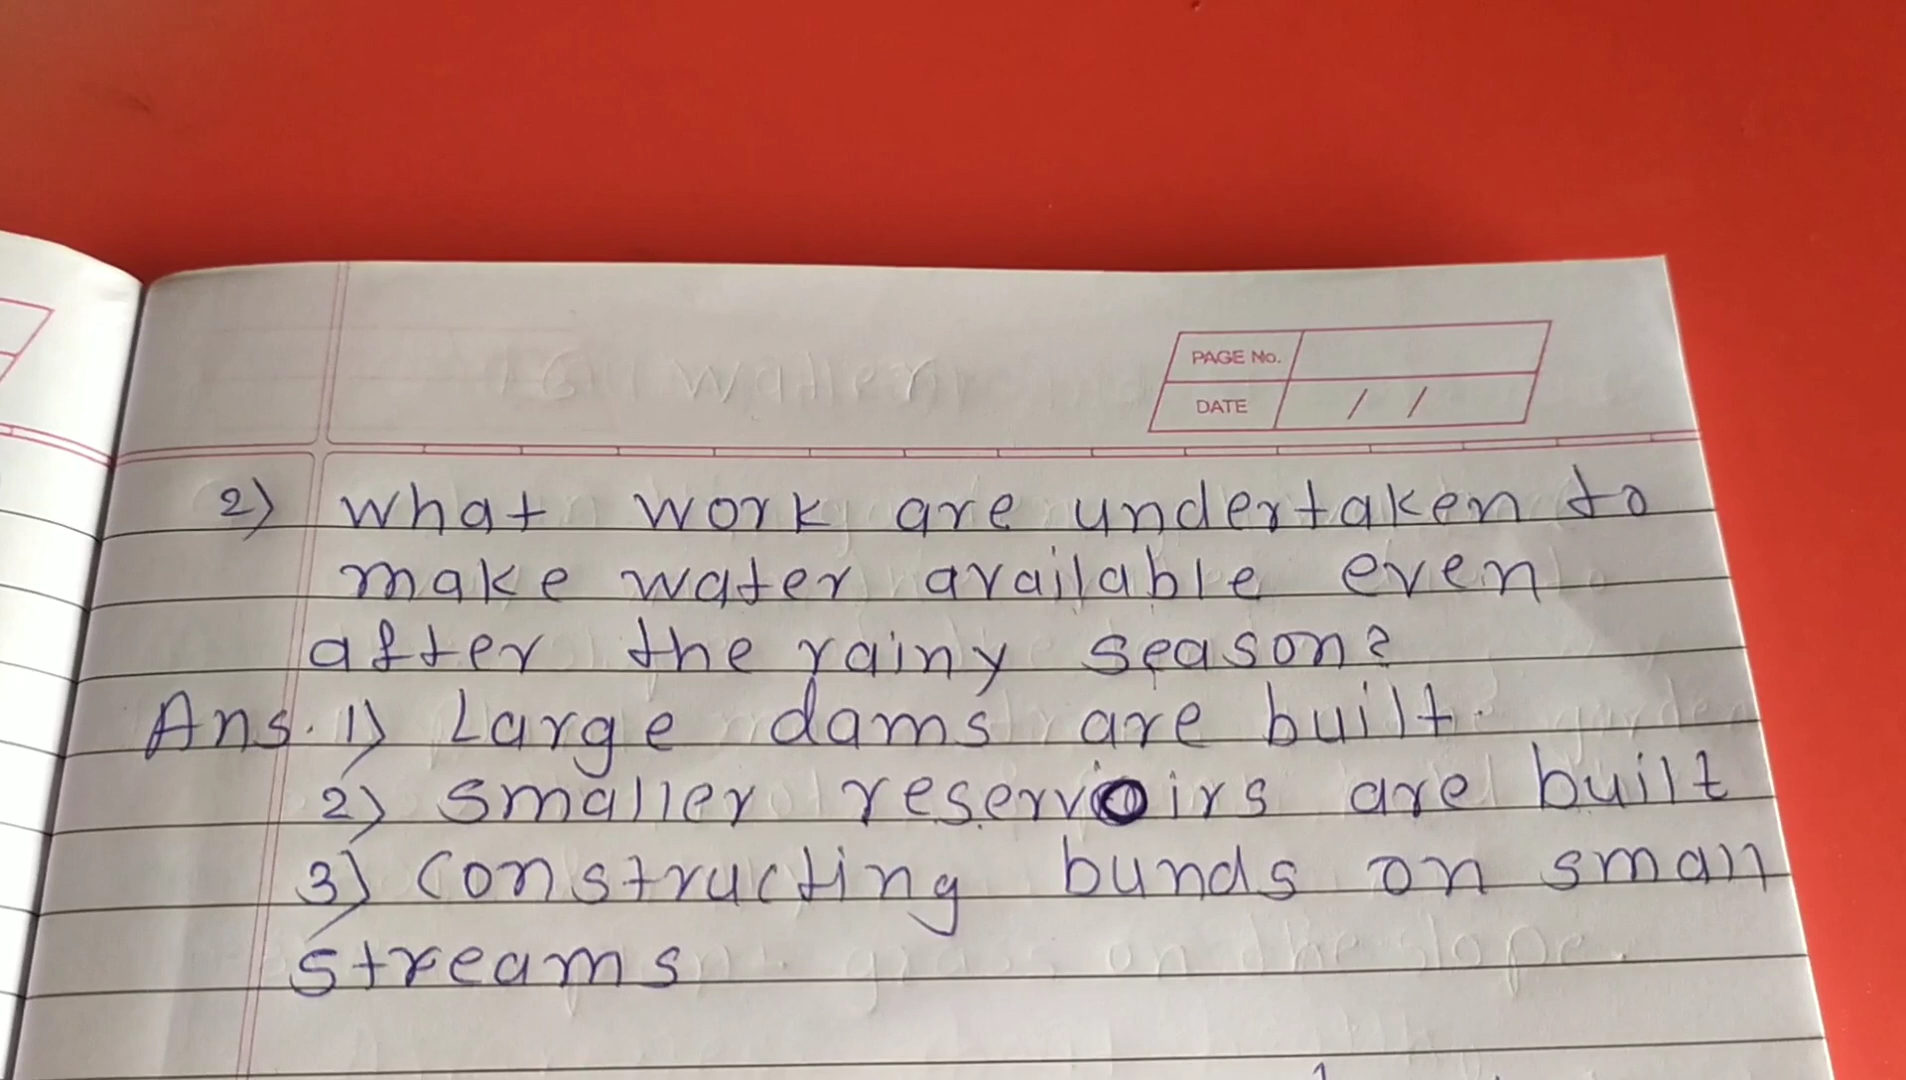 PAGE No.
DATE / /
2) What work are undertaken to
make water available even
after the rainy season?
Ans. 1) Large dams are built.
2) smaller reservoirs are built
3) Constructing bunds on small
streams